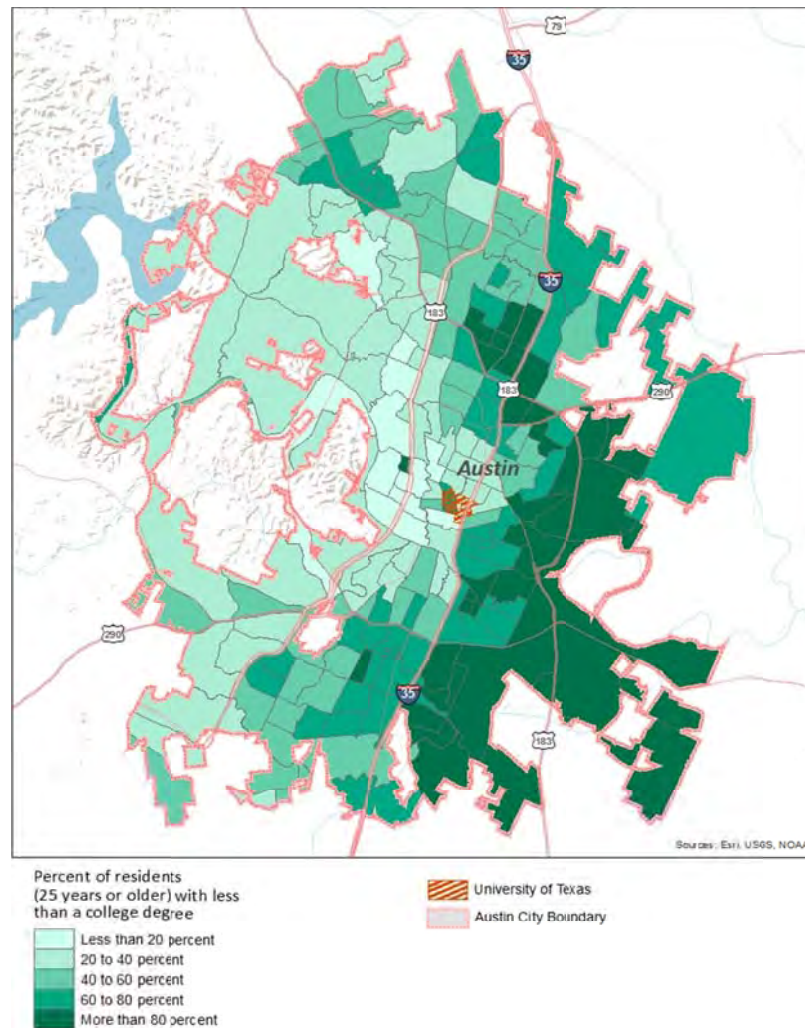 79
35
183
35
290
183
Austin
290
35
183
Sources: Esri, USGS, NOAA
Percent of residents
(25 years or older) with less
than a college degree
Less than 20 percent
20 to 40 percent
40 to 60 percent
60 to 80 percent
More than 80 percent
University of Texas
Austin City Boundary